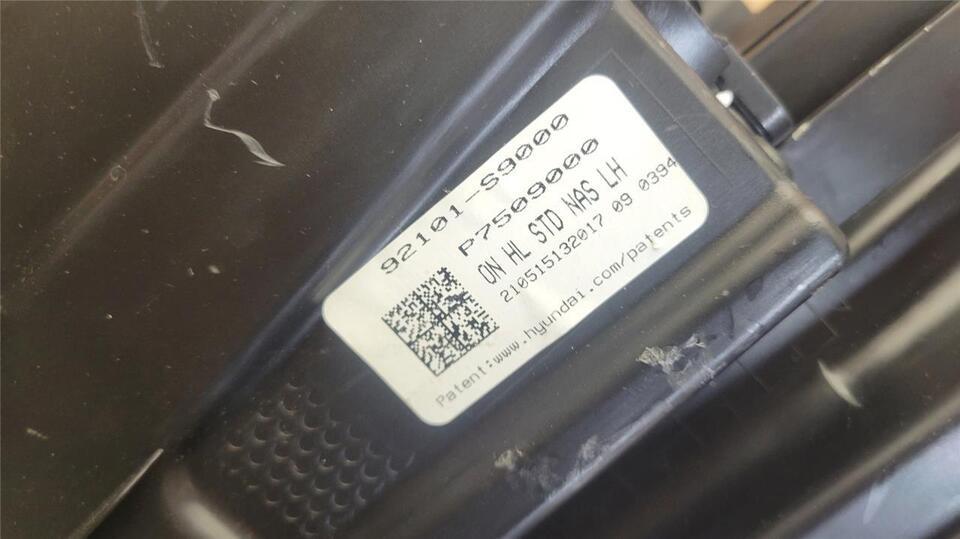 92101-S9000
P7509000
ON HL STD NAS LH
210515132017 09 0394
Patent:www.hyundai.com/patents